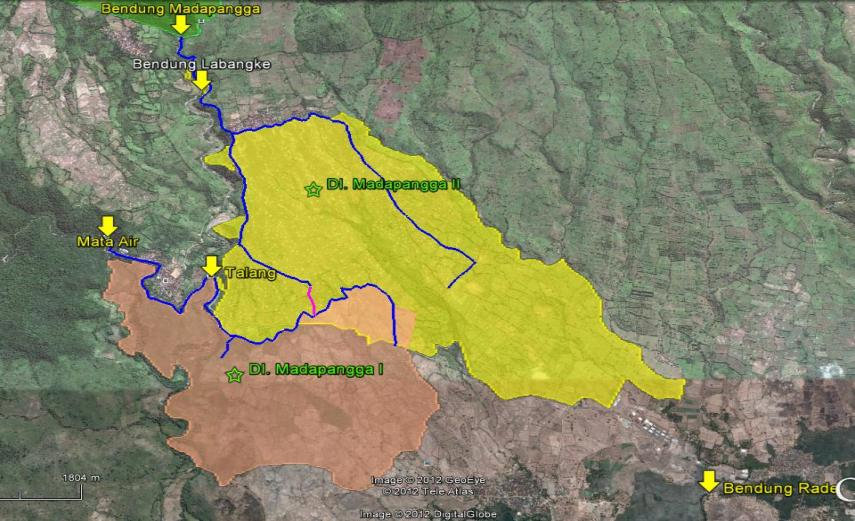 Bendung Madapangga
Bendung Labangke
DI. Madapangga II
Mata Air
Talang
DI. Madapangga I
1804 m
Image © 2012 GeoEye
© 2012 Tele Atlas
Bendung Rade
Image © 2012 DigitalGlobe